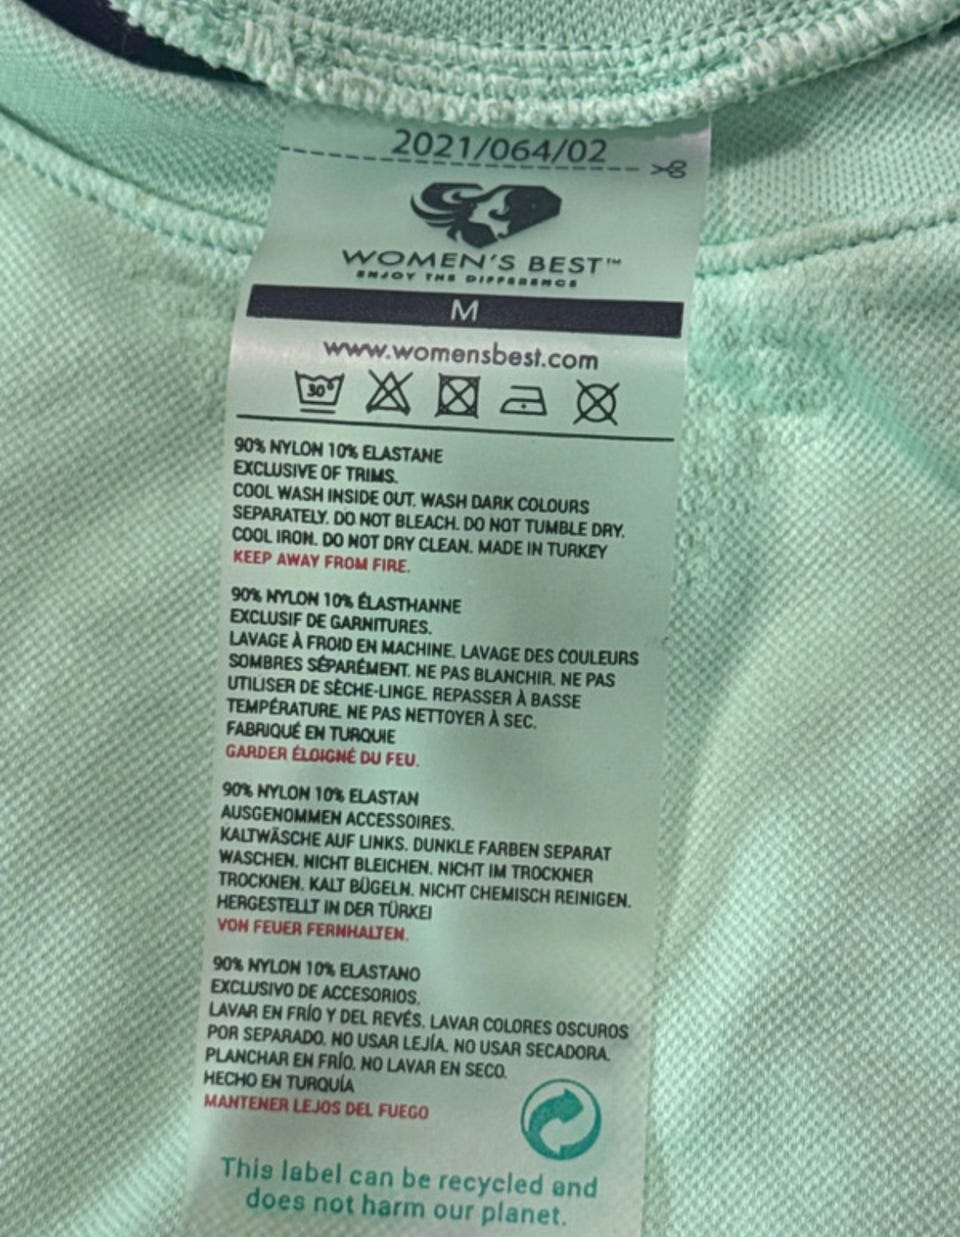 2021/064/02
WOMEN'S BEST™
ENJOY THE DIFFERENCE
M
www.womensbest.com
30°
90% NYLON 10% ELASTANE
EXCLUSIVE OF TRIMS.
COOL WASH INSIDE OUT. WASH DARK COLOURS
SEPARATELY. DO NOT BLEACH. DO NOT TUMBLE DRY.
COOL IRON. DO NOT DRY CLEAN. MADE IN TURKEY
KEEP AWAY FROM FIRE.
90% NYLON 10% ÉLASTHANNE
EXCLUSIF DE GARNITURES.
LAVAGE À FROID EN MACHINE. LAVAGE DES COULEURS
SOMBRES SÉPARÉMENT. NE PAS BLANCHIR. NE PAS
UTILISER DE SÈCHE-LINGE. REPASSER À BASSE
TEMPÉRATURE. NE PAS NETTOYER À SEC.
FABRIQUÉ EN TURQUIE
GARDER ÉLOIGNÉ DU FEU.
90% NYLON 10% ELASTAN
AUSGENOMMEN ACCESSOIRES.
KALTWÄSCHE AUF LINKS. DUNKLE FARBEN SEPARAT
WASCHEN. NICHT BLEICHEN. NICHT IM TROCKNER
TROCKNEN. KALT BÜGELN. NICHT CHEMISCH REINIGEN.
HERGESTELLT IN DER TÜRKEI
VON FEUER FERNHALTEN.
90% NYLON 10% ELASTANO
EXCLUSIVO DE ACCESORIOS.
LAVAR EN FRÍO Y DEL REVÉS. LAVAR COLORES OSCUROS
POR SEPARADO. NO USAR LEJÍA. NO USAR SECADORA.
PLANCHAR EN FRÍO. NO LAVAR EN SECO.
HECHO EN TURQUÍA
MANTENER LEJOS DEL FUEGO
This label can be recycled and
does not harm our planet.